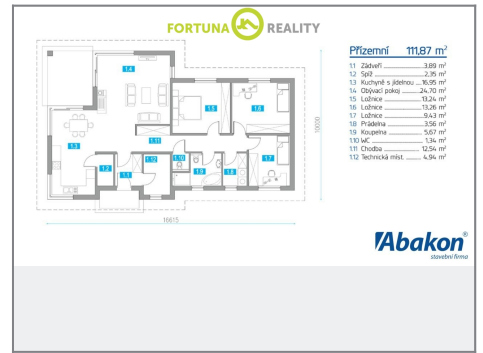 FORTUNA REALITY
Přízemní 111,87 m²
1.1 Zádveří 3,89 m²
1.2 Spíž 2,35 m²
1.3 Kuchyně s jídelnou 16,95 m²
1.4 Obývací pokoj 24,70 m²
1.5 Ložnice 13,24 m²
1.6 Ložnice 13,26 m²
1.7 Ložnice 9,43 m²
1.8 Prádelna 3,56 m²
1.9 Koupelna 5,67 m²
1.10 WC 1,34 m²
1.11 Chodba 12,54 m²
1.12 Technická míst. 4,94 m²
1.4
1.5
1.6
10000
1.11
1.3
1.12
1.10
1.7
1.2
1.1
1.9
1.8
16615
Abakon®
stavební firma